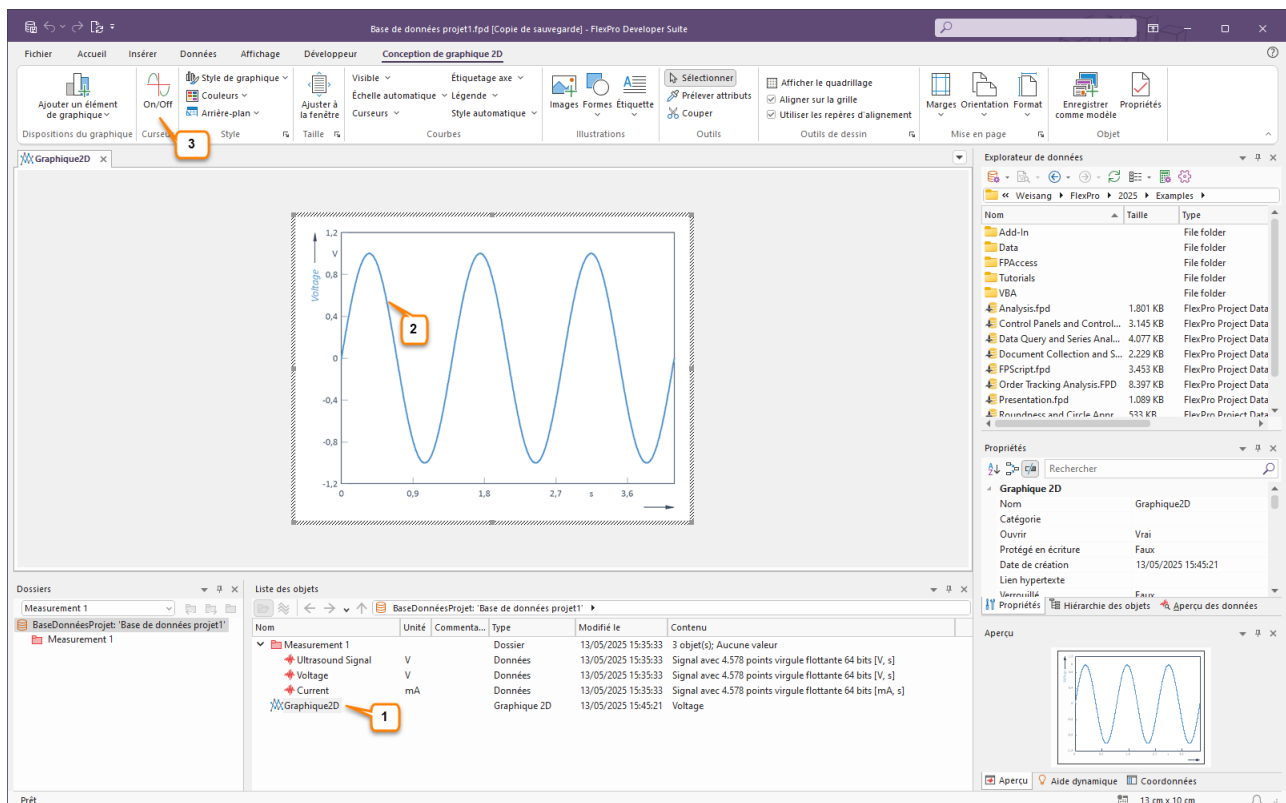 Base de données projet1.fpd [Copie de sauvegarde] - FlexPro Developer Suite
Fichier Accueil Insérer Données Affichage Développeur Conception de graphique 2D
Ajouter un élément de graphique
On/Off
Style de graphique
Couleurs
Arrière-plan
Ajuster à la fenêtre
Visible
Échelle automatique
Curseurs
Étiquetage axe
Légende
Style automatique
Images Formes Étiquette
Sélectionner
Prélever attributs
Couper
Afficher le quadrillage
Aligner sur la grille
Utiliser les repères d'alignement
Marges Orientation Format
Enregistrer comme modèle
Propriétés
Dispositions du graphique Curseur Style Taille Courbes Illustrations Outils Outils de dessin Mise en page Objet
3
Graphique2D
1,2
V
0,8
0,4
0
-0,4
-0,8
-1,2
Voltage
0 0,9 1,8 2,7 s 3,6
2
Explorateur de données
« Weisang FlexPro 2025 Examples
Nom Taille Type
Add-In File folder
Data File folder
FPAccess File folder
Tutorials File folder
VBA File folder
Analysis.fpd 1.801 KB FlexPro Project Data
Control Panels and Control... 3.145 KB FlexPro Project Data
Data Query and Series Anal... 4.077 KB FlexPro Project Data
Document Collection and S... 2.229 KB FlexPro Project Data
FPScript.fpd 3.453 KB FlexPro Project Data
Order Tracking Analysis.FPD 8.397 KB FlexPro Project Data
Presentation.fpd 1.089 KB FlexPro Project Data
Roundness and Circle Appr 533 KB FlexPro Project Data
Propriétés
Rechercher
Graphique 2D
Nom Graphique2D
Catégorie
Ouvrir Vrai
Protégé en écriture Faux
Date de création 13/05/2025 15:45:21
Lien hypertexte
Verrouillé Faux
Propriétés Hiérarchie des objets Aperçu des données
Dossiers
Measurement 1
BaseDonnéesProjet: 'Base de données projet1'
Measurement 1
Liste des objets
BaseDonnéesProjet: 'Base de données projet1'
Nom Unité Commenta... Type Modifié le Contenu
Measurement 1 Dossier 13/05/2025 15:35:33 3 objet(s); Aucune valeur
Ultrasound Signal V Données 13/05/2025 15:35:33 Signal avec 4.578 points virgule flottante 64 bits [V, s]
Voltage V Données 13/05/2025 15:35:33 Signal avec 4.578 points virgule flottante 64 bits [V, s]
Current mA Données 13/05/2025 15:35:33 Signal avec 4.578 points virgule flottante 64 bits [mA, s]
Graphique2D Graphique 2D 13/05/2025 15:45:21 Voltage
1
Aperçu
Aperçu Aide dynamique Coordonnées
Prêt
13 cm x 10 cm